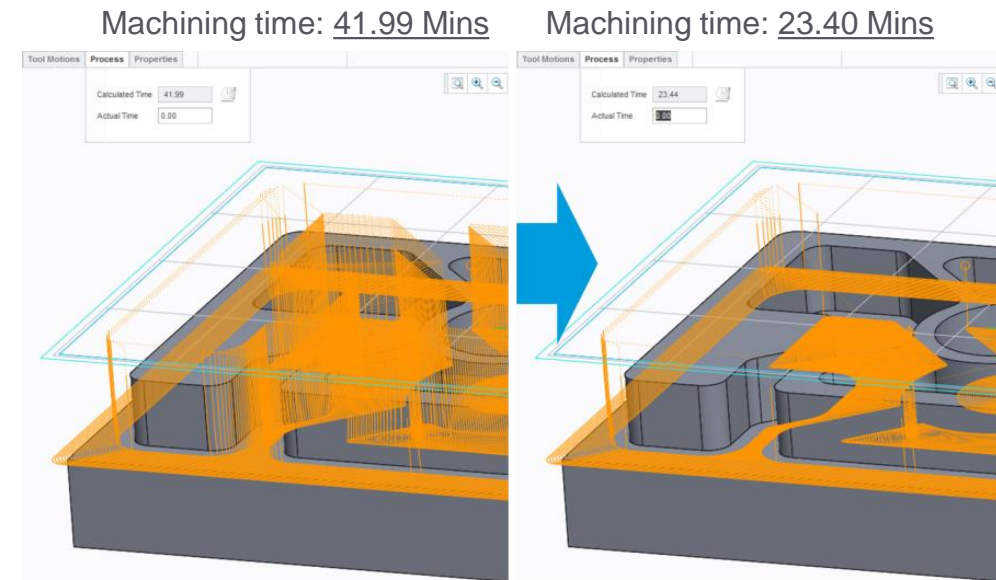 Machining time: 41.99 Mins
Machining time: 23.40 Mins
Tool Motions Process Properties
Calculated Time 41.99
Actual Time 0.00
Tool Motions Process Properties
Calculated Time 23.44
Actual Time 0.00